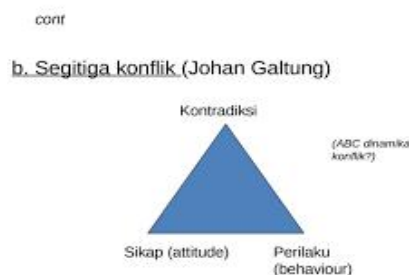 cont
b. Segitiga konflik (Johan Galtung)
Kontradiksi
(ABC dinamika
konflik?)
Sikap (attitude)
Perilaku
(behaviour)